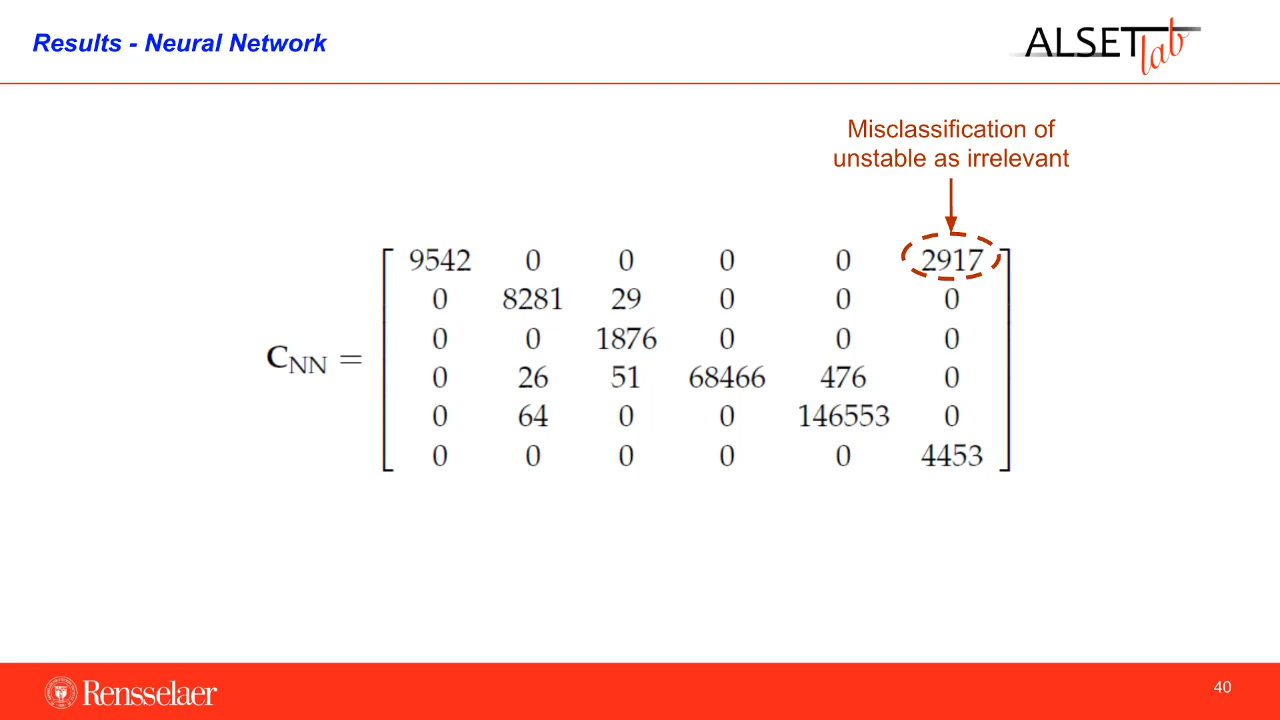 Results - Neural Network
ALSET lab
Misclassification of
unstable as irrelevant
9542 0 0 0 0 2917
0 8281 29 0 0 0
0 0 1876 0 0 0
C_NN =
0 26 51 68466 476 0
0 64 0 0 146553 0
0 0 0 0 0 4453
Rensselaer
40